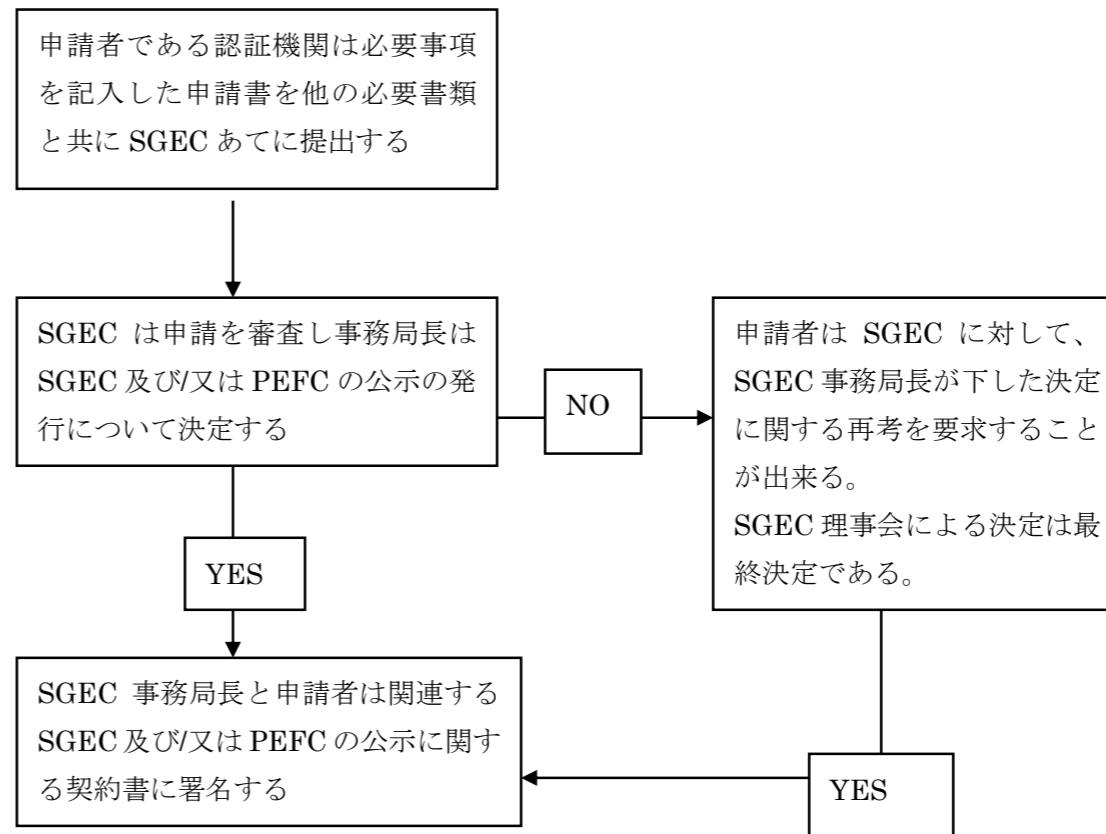 申請者である認証機関は必要事項
を記入した申請書を他の必要書類
と共に SGEC あてに提出する
SGEC は申請を審査し事務局長は
SGEC 及び/又は PEFC の公示の発
行について決定する
NO
申請者は SGEC に対して、
SGEC 事務局長が下した決定
に関する再考を要求すること
が出来る。
SGEC 理事会による決定は最
終決定である。
YES
SGEC 事務局長と申請者は関連する
SGEC 及び/又は PEFC の公示に関す
る契約書に署名する
YES